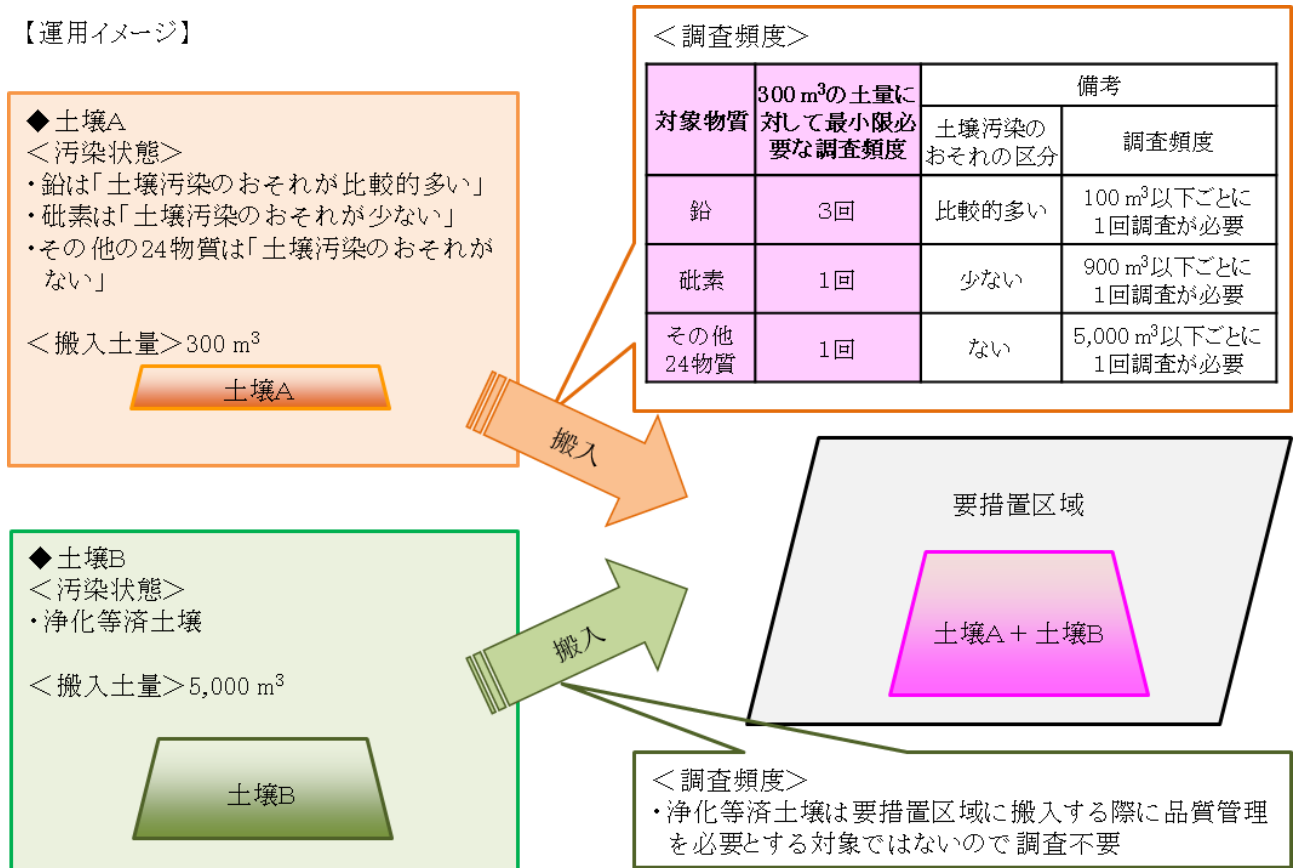 【運用イメージ】
◆土壌A
＜汚染状態＞
・鉛は「土壌汚染のおそれが比較的多い」
・砒素は「土壌汚染のおそれが少ない」
・その他の24物質は「土壌汚染のおそれが
ない」
＜搬入土量＞300 m³
土壌A
搬入
＜調査頻度＞
対象物質
300 m³の土量に
対して最小限必
要な調査頻度
備考
土壌汚染の
おそれの区分
調査頻度
鉛
3回
比較的多い
100 m³以下ごとに
1回調査が必要
砒素
1回
少ない
900 m³以下ごとに
1回調査が必要
その他
24物質
1回
ない
5,000 m³以下ごとに
1回調査が必要
◆土壌B
＜汚染状態＞
・浄化等済土壌
＜搬入土量＞5,000 m³
土壌B
搬入
要措置区域
土壌A＋土壌B
＜調査頻度＞
・浄化等済土壌は要措置区域に搬入する際に品質管理
を必要とする対象ではないので調査不要